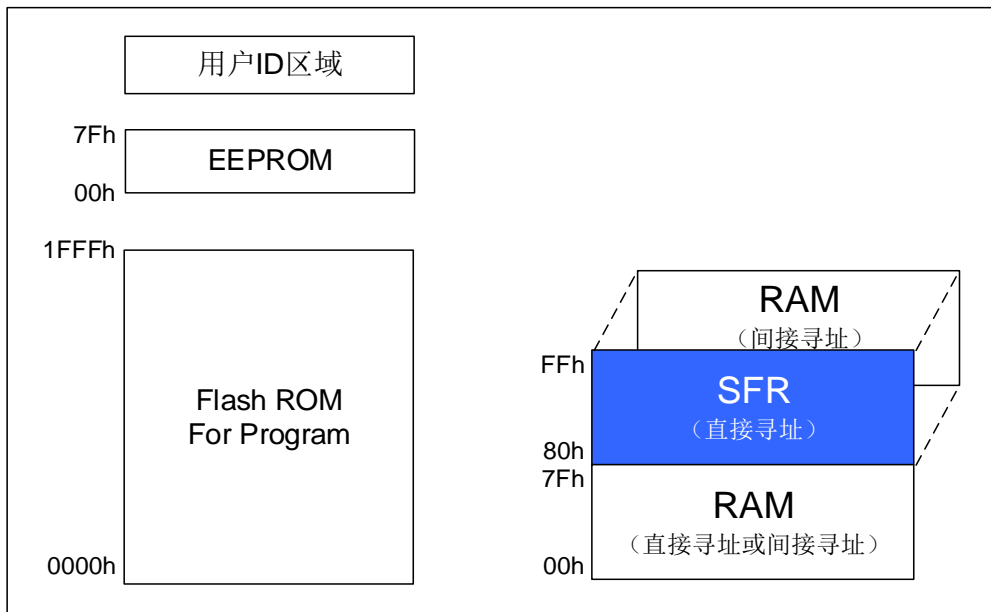 用户ID区域
7Fh
EEPROM
00h
1FFFh
Flash ROM
For Program
0000h
RAM
（间接寻址）
FFh
SFR
（直接寻址）
80h
7Fh
RAM
（直接寻址或间接寻址）
00h